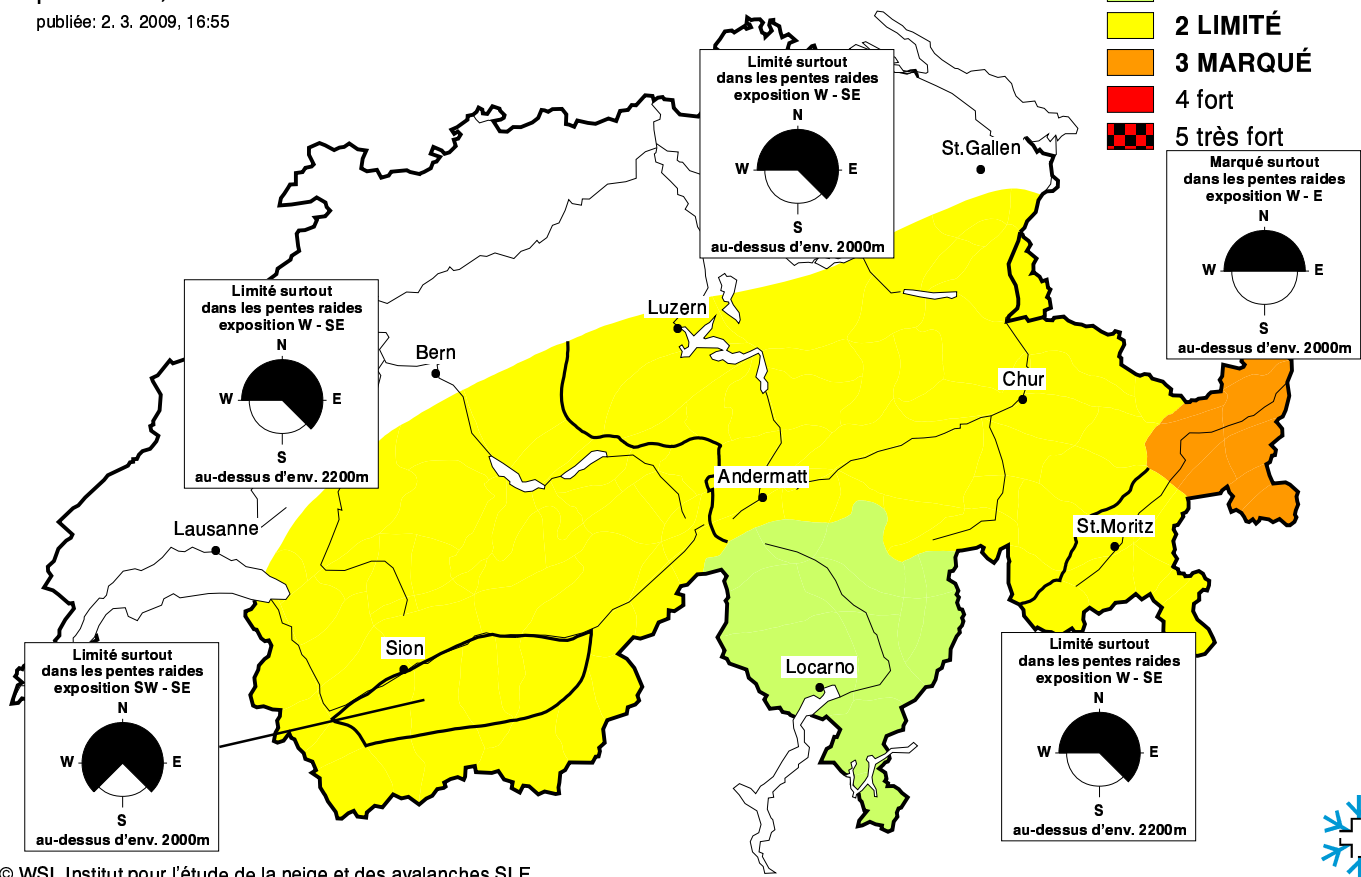 publiée: 2. 3. 2009, 16:55
2 LIMITÉ
3 MARQUÉ
4 fort
5 très fort
Limité surtout
dans les pentes raides
exposition W - SE
N
W
E
S
au-dessus d'env. 2000m
St.Gallen
Marqué surtout
dans les pentes raides
exposition W - E
N
W
E
S
au-dessus d'env. 2000m
Limité surtout
dans les pentes raides
exposition W - SE
N
W
E
S
au-dessus d'env. 2200m
Luzern
Bern
Chur
Andermatt
Lausanne
St.Moritz
Sion
Locarno
Limité surtout
dans les pentes raides
exposition SW - SE
N
W
E
S
au-dessus d'env. 2000m
Limité surtout
dans les pentes raides
exposition W - SE
N
W
E
S
au-dessus d'env. 2200m
© WSL Institut pour l'étude de la neige et des avalanches SLF